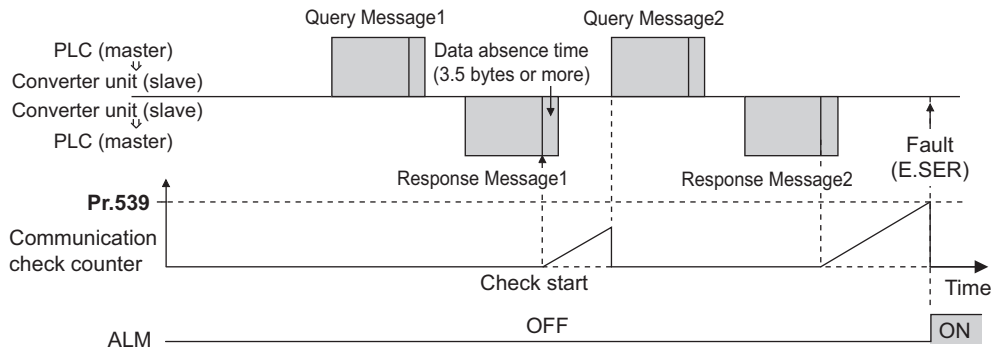 Query Message1
Query Message2
PLC (master)
Converter unit (slave)
Converter unit (slave)
PLC (master)
Data absence time
(3.5 bytes or more)
Response Message1
Response Message2
Fault
(E.SER)
Pr.539
Communication
check counter
Check start
Time
ALM
OFF
ON